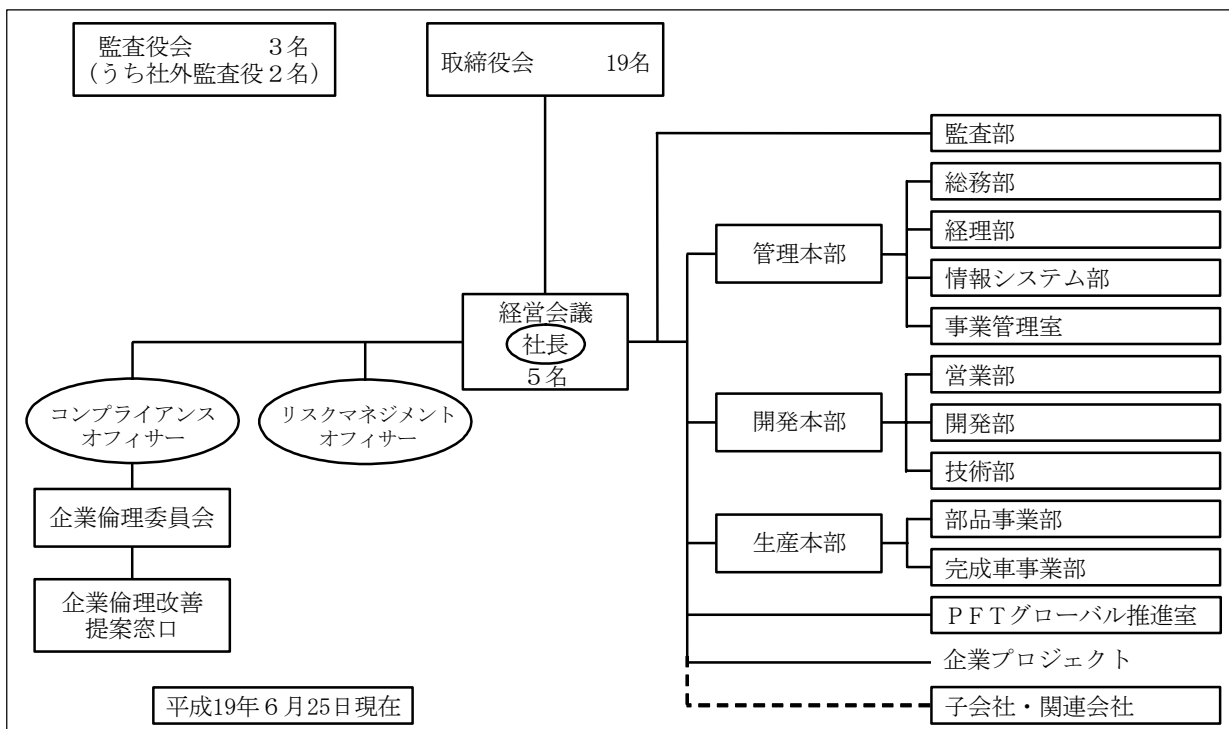 監査役会　　　３名
（うち社外監査役２名）
取締役会　　　19名
監査部
総務部
経理部
管理本部
情報システム部
事業管理室
経営会議
社長
５名
コンプライアンス
オフィサー
リスクマネジメント
オフィサー
営業部
開発本部
開発部
技術部
企業倫理委員会
部品事業部
生産本部
完成車事業部
企業倫理改善
提案窓口
ＰＦＴグローバル推進室
企業プロジェクト
子会社・関連会社
平成19年６月25日現在